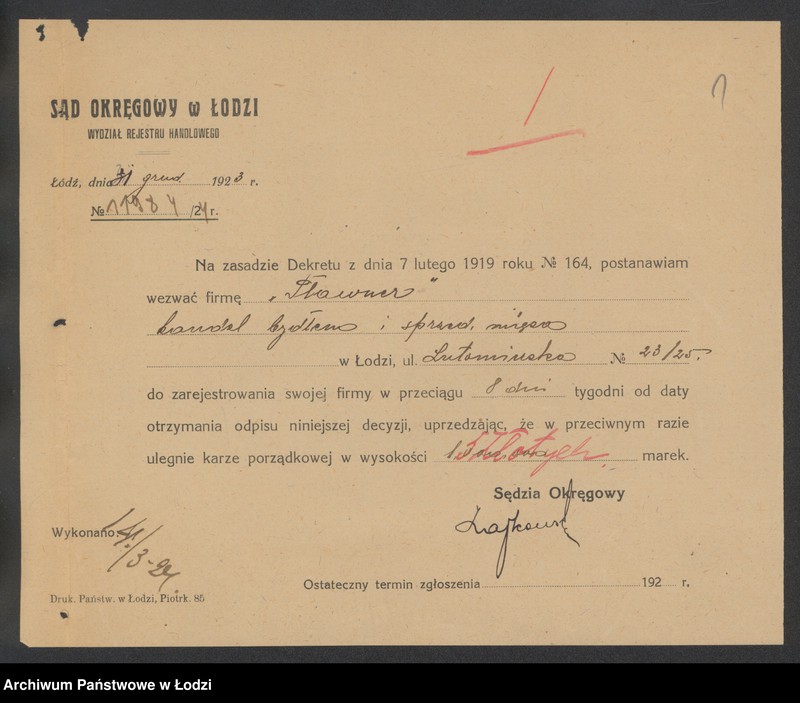 1
SĄD OKRĘGOWY w ŁODZI
WYDZIAŁ REJESTRU HANDLOWEGO
Łódź, dnia 31 grud 1923 r.
№ 11984/24 r.
Na zasadzie Dekretu z dnia 7 lutego 1919 roku № 164, postanawiam
wezwać firmę „Pławner"
handel bydłem i sprzed. mięsa
w Łodzi, ul. Lutomierska № 23/25.
do zarejestrowania swojej firmy w przeciągu 8 dni tygodni od daty
otrzymania odpisu niniejszej decyzji, uprzedzając, że w przeciwnym razie
ulegnie karze porządkowej w wysokości Złotych marek.
Sędzia Okręgowy
Wykonano:
/3-24
Ostateczny termin zgłoszenia 192 r.
Druk. Państw. w Łodzi, Piotrk. 85
Archiwum Państwowe w Łodzi